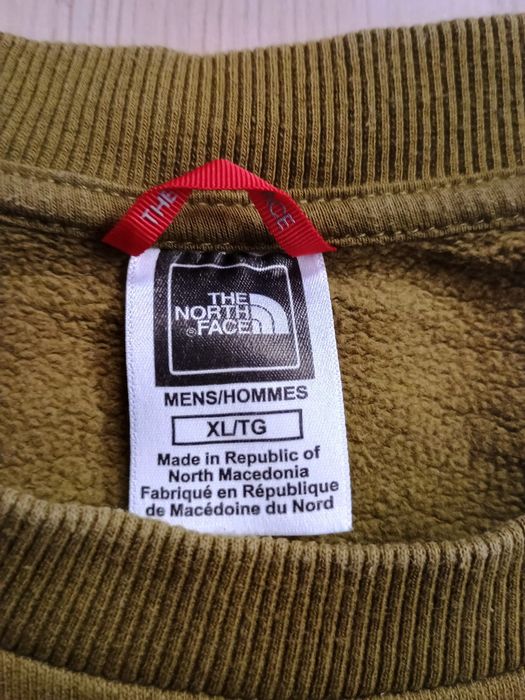 THE
THE
NORTH
FACE
MENS/HOMMES
XL/TG
Made in Republic of
North Macedonia
Fabriqué en République
de Macédoine du Nord